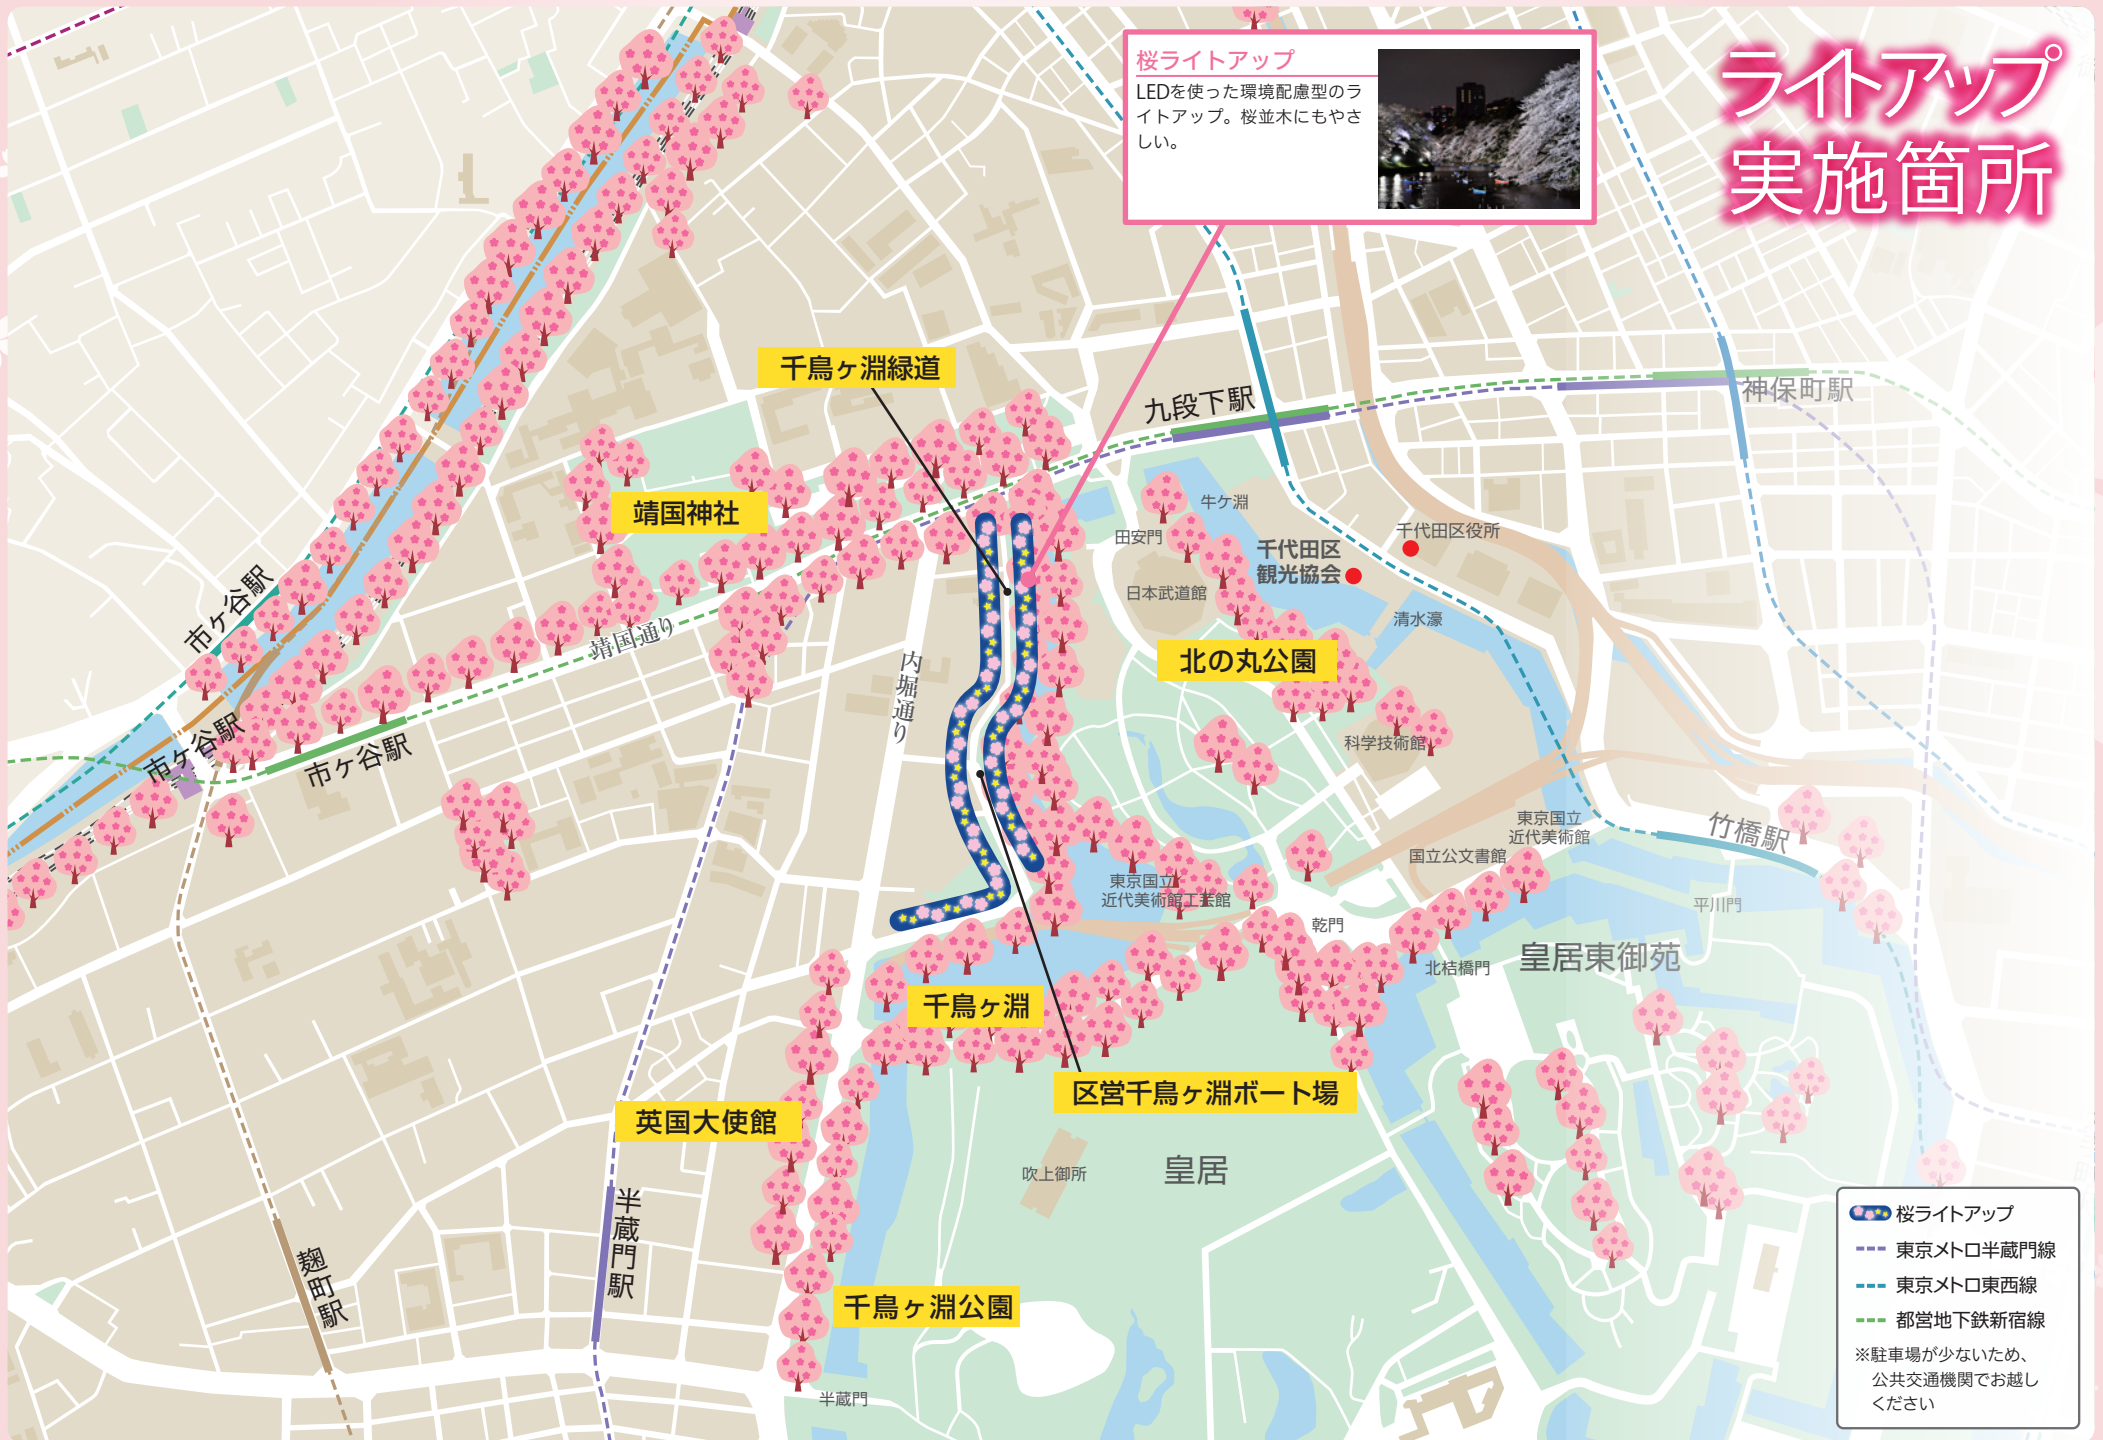 ライトアップ
実施箇所
桜ライトアップ
LEDを使った環境配慮型のラ
イトアップ。桜並木にもやさ
しい。
千鳥ヶ淵緑道
九段下駅
神保町駅
靖国神社
牛ケ淵
田安門
千代田区役所
千代田区
観光協会
日本武道館
清水濠
市ヶ谷駅
靖国通り
内堀通り
北の丸公園
市ヶ谷駅
市ヶ谷駅
科学技術館
東京国立
近代美術館
竹橋駅
国立公文書館
東京国立
近代美術館工芸館
平川門
乾門
北桔橋門
皇居東御苑
千鳥ヶ淵
区営千鳥ヶ淵ボート場
英国大使館
吹上御所
皇居
半蔵門駅
麹町駅
千鳥ヶ淵公園
半蔵門
桜ライトアップ
東京メトロ半蔵門線
東京メトロ東西線
都営地下鉄新宿線
※駐車場が少ないため、
公共交通機関でお越し
ください